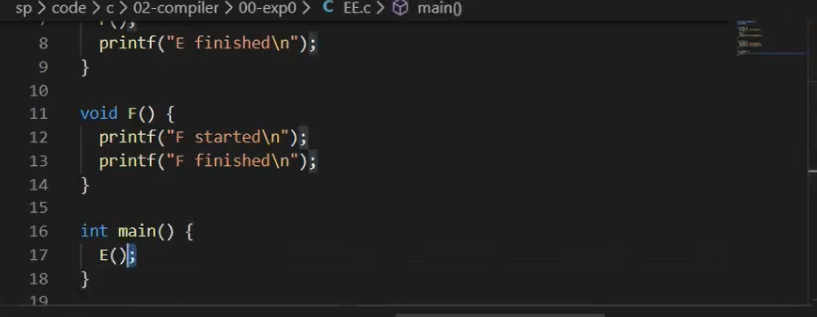 sp > code > c > 02-compiler > 00-exp0 > C EE.c > main()
8 printf("E finished\n");
9 }
10
11 void F() {
12 printf("F started\n");
13 printf("F finished\n");
14 }
15
16 int main() {
17 E();
18 }
19